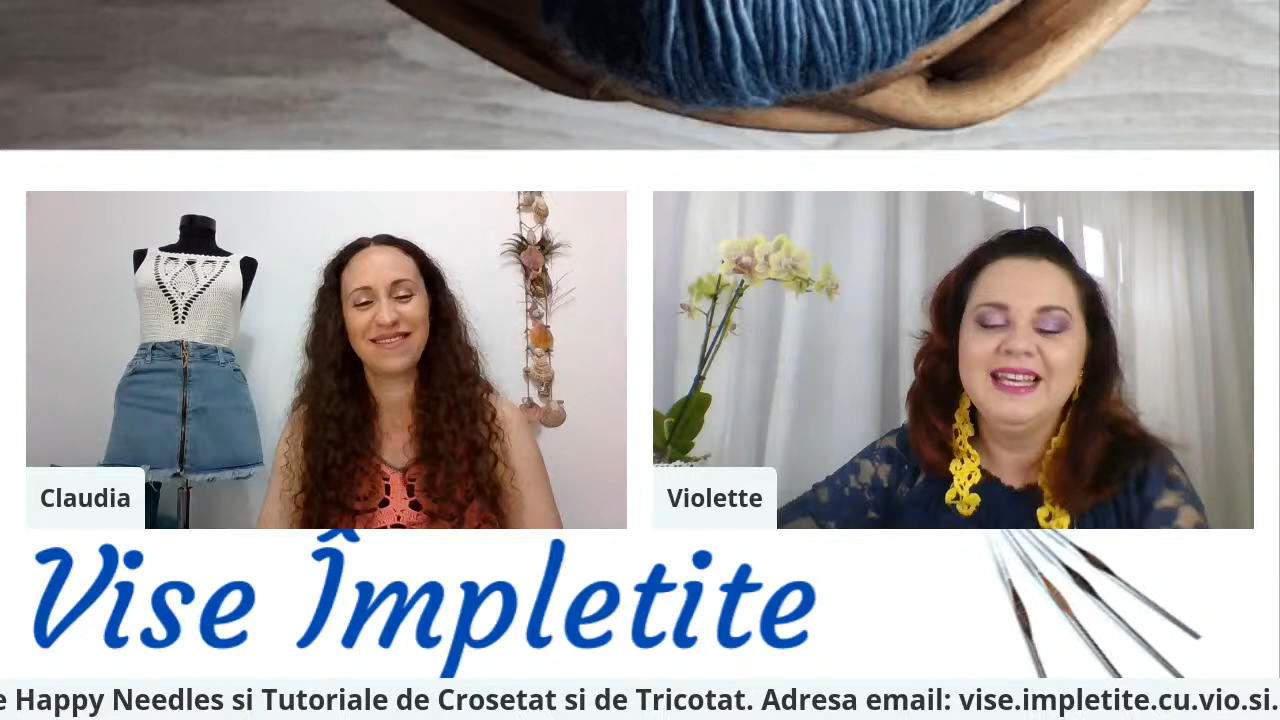 Claudia
Violette
Vise Împletite
e Happy Needles si Tutoriale de Crosetat si de Tricotat. Adresa email: vise.impletite.cu.vio.si.